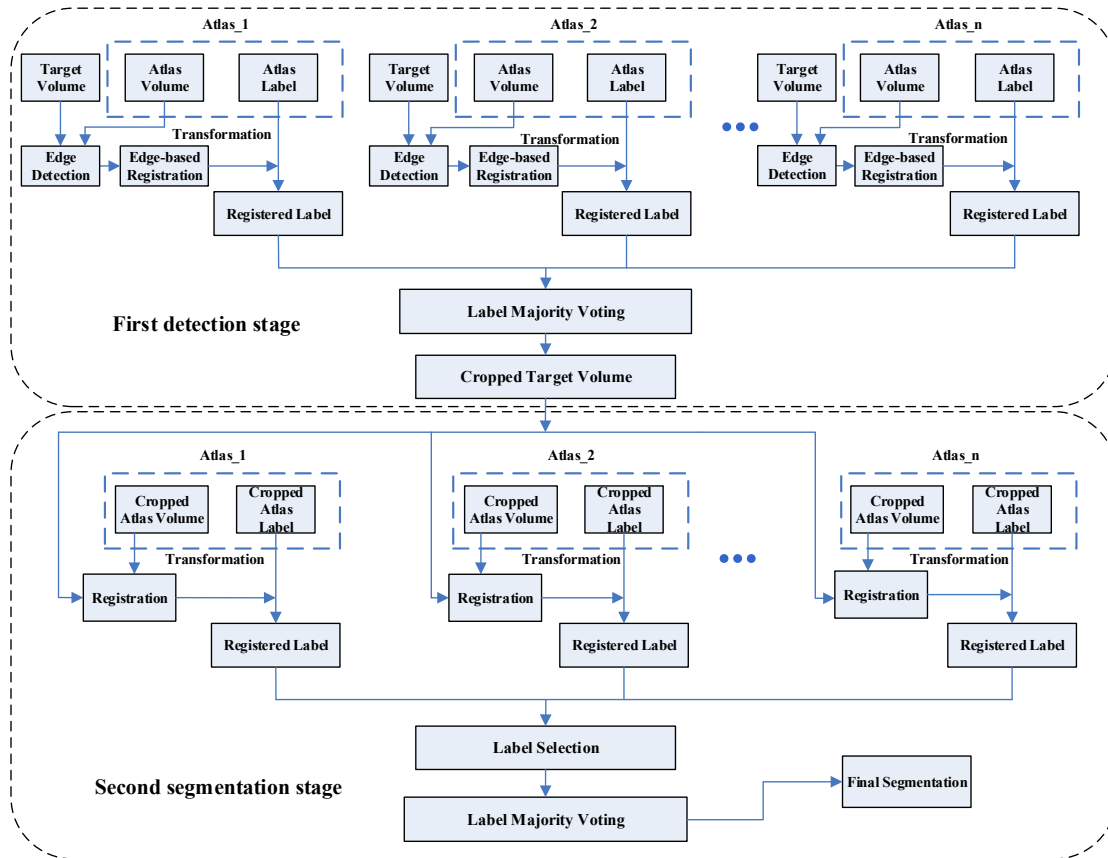 Atlas_1
Atlas_2
Atlas_n
Target
Volume
Atlas
Volume
Atlas
Label
Target
Volume
Atlas
Volume
Atlas
Label
Target
Volume
Atlas
Volume
Atlas
Label
Transformation
Transformation
Transformation
Edge
Detection
Edge-based
Registration
Edge
Detection
Edge-based
Registration
Edge
Detection
Edge-based
Registration
Registered Label
Registered Label
Registered Label
Label Majority Voting
First detection stage
Cropped Target Volume
Atlas_1
Atlas_2
Atlas_n
Cropped
Atlas Volume
Cropped
Atlas
Label
Cropped
Atlas Volume
Cropped
Atlas
Label
Cropped
Atlas Volume
Cropped
Atlas
Label
Transformation
Transformation
Transformation
Registration
Registration
Registration
Registered Label
Registered Label
Registered Label
Label Selection
Second segmentation stage
Final Segmentation
Label Majority Voting